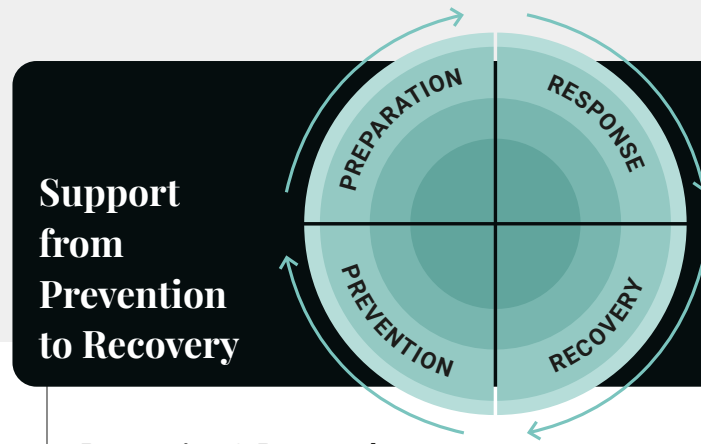 PREPARATION
RESPONSE
Support
from
Prevention
to Recovery
PREVENTION
RECOVERY